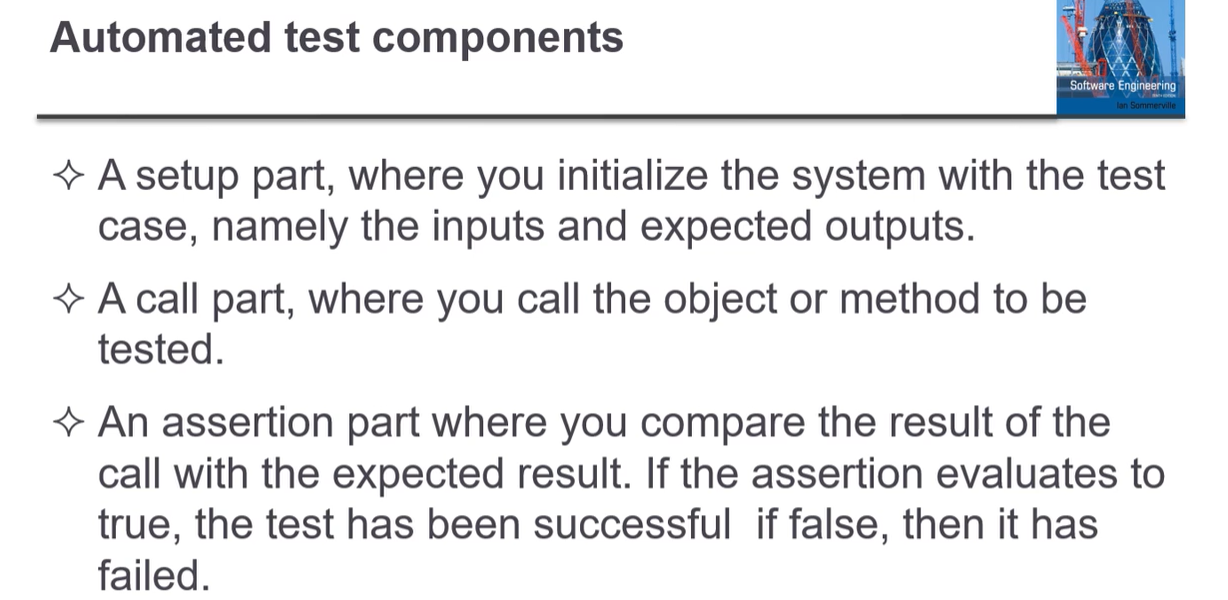 Automated test components
Software Engineering
Ian Sommerville
✧ A setup part, where you initialize the system with the test
case, namely the inputs and expected outputs.
✧ A call part, where you call the object or method to be
tested.
✧ An assertion part where you compare the result of the
call with the expected result. If the assertion evaluates to
true, the test has been successful  if false, then it has
failed.